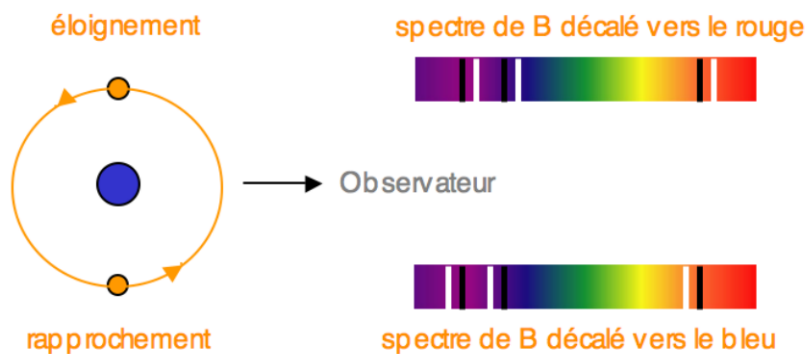 éloignement
spectre de B décalé vers le rouge
Observateur
rapprochement
spectre de B décalé vers le bleu